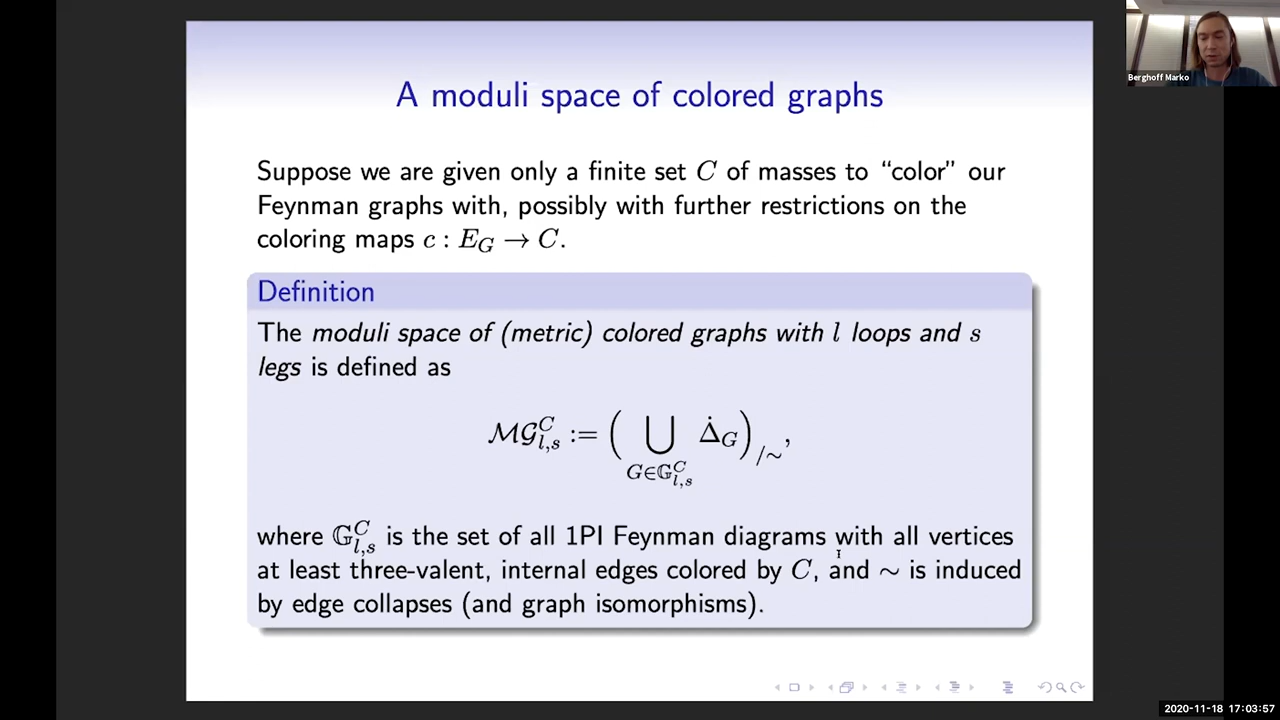 Berghoff Marko
A moduli space of colored graphs
Suppose we are given only a finite set C of masses to “color” our
Feynman graphs with, possibly with further restrictions on the
coloring maps c : E_G → C.
Definition
The moduli space of (metric) colored graphs with l loops and s
legs is defined as
ℳ𝒢^C_{l,s} := ( ⋃_{G∈𝔾^C_{l,s}} Δ̇_G )_{/∼},
where 𝔾^C_{l,s} is the set of all 1PI Feynman diagrams with all vertices
at least three-valent, internal edges colored by C, and ∼ is induced
by edge collapses (and graph isomorphisms).
2020-11-18 17:03:57